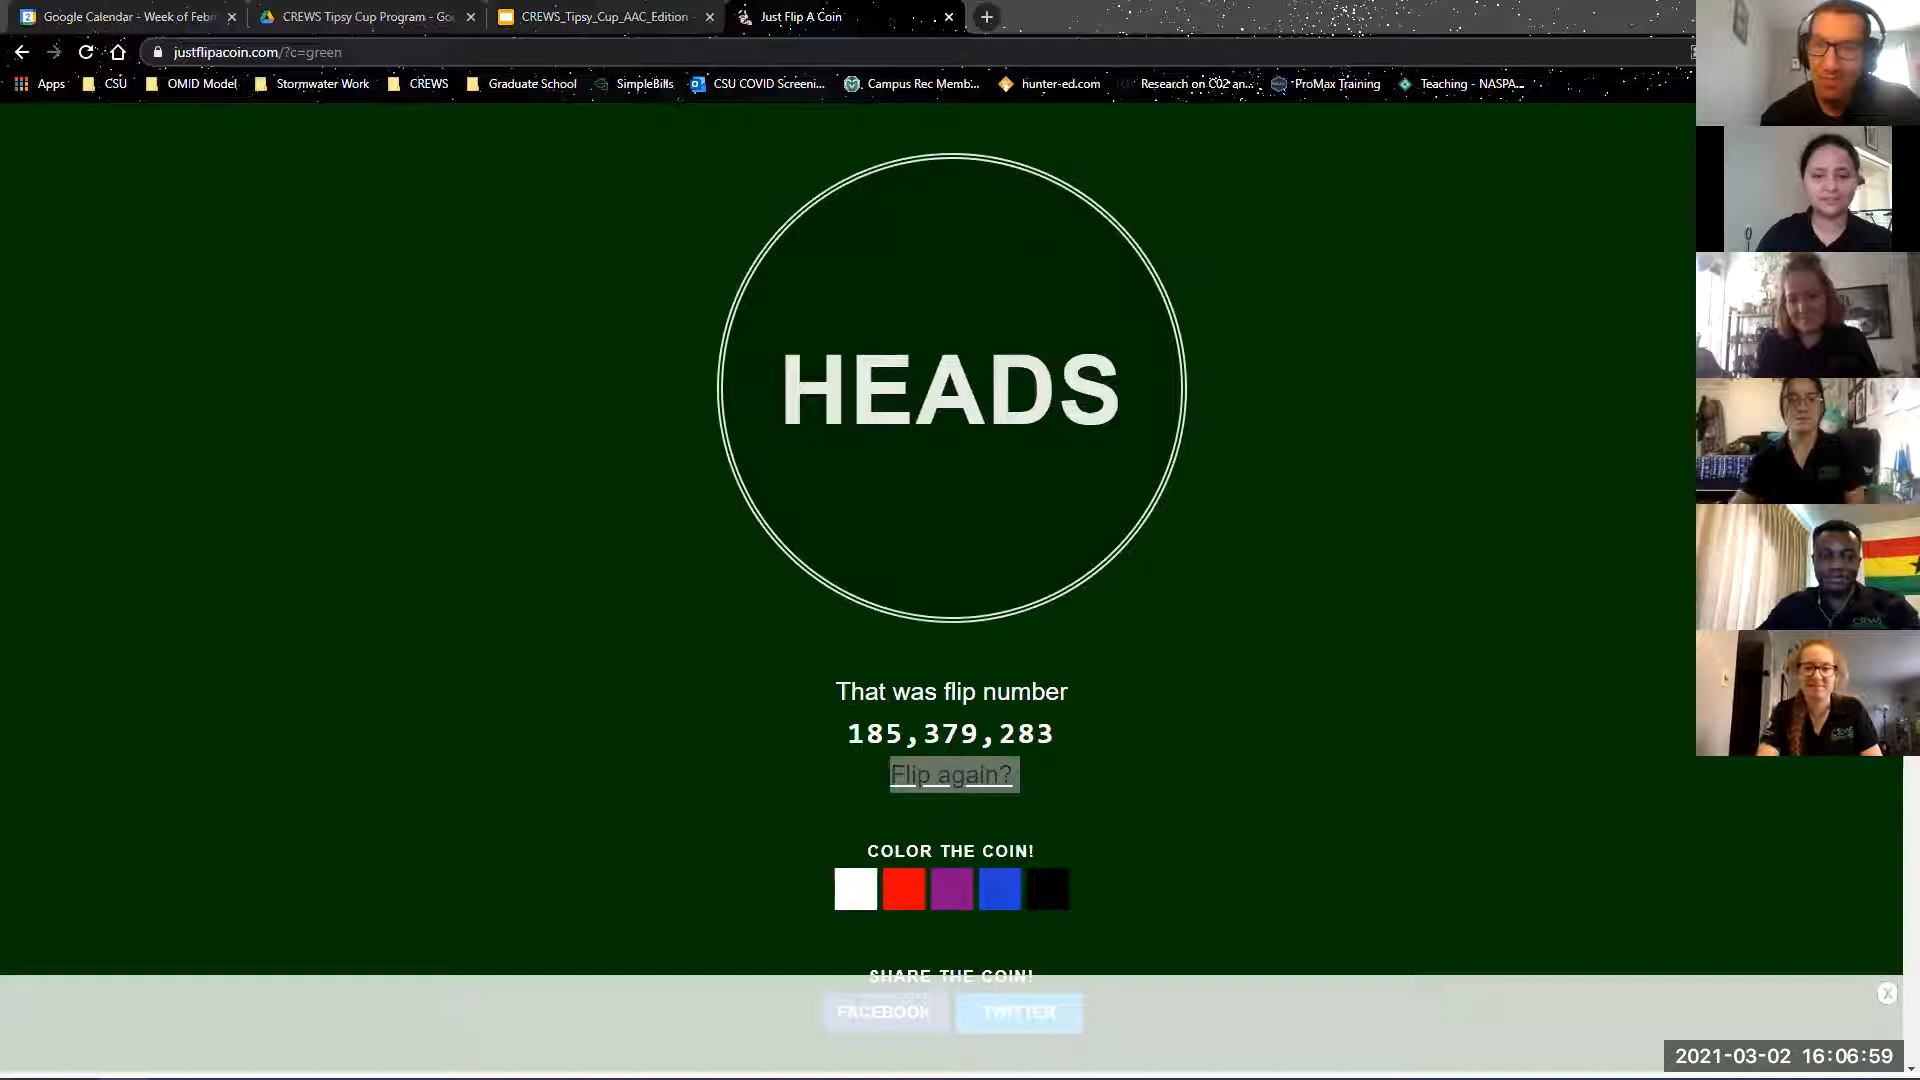 Google Calendar - Week of Febr
CREWS Tipsy Cup Program - Go
CREWS_Tipsy_Cup_AAC_Edition
Just Flip A Coin
justflipacoin.com/?c=green
Apps
CSU
OMID Model
Stormwater Work
CREWS
Graduate School
SimpleBills
CSU COVID Screeni...
Campus Rec Memb...
hunter-ed.com
Research on C02 an...
ProMax Training
Teaching - NASPA...
HEADS
That was flip number
185,379,283
Flip again?
COLOR THE COIN!
SHARE THE COIN!
FACEBOOK
TWITTER
CREWS
2021-03-02 16:06:59